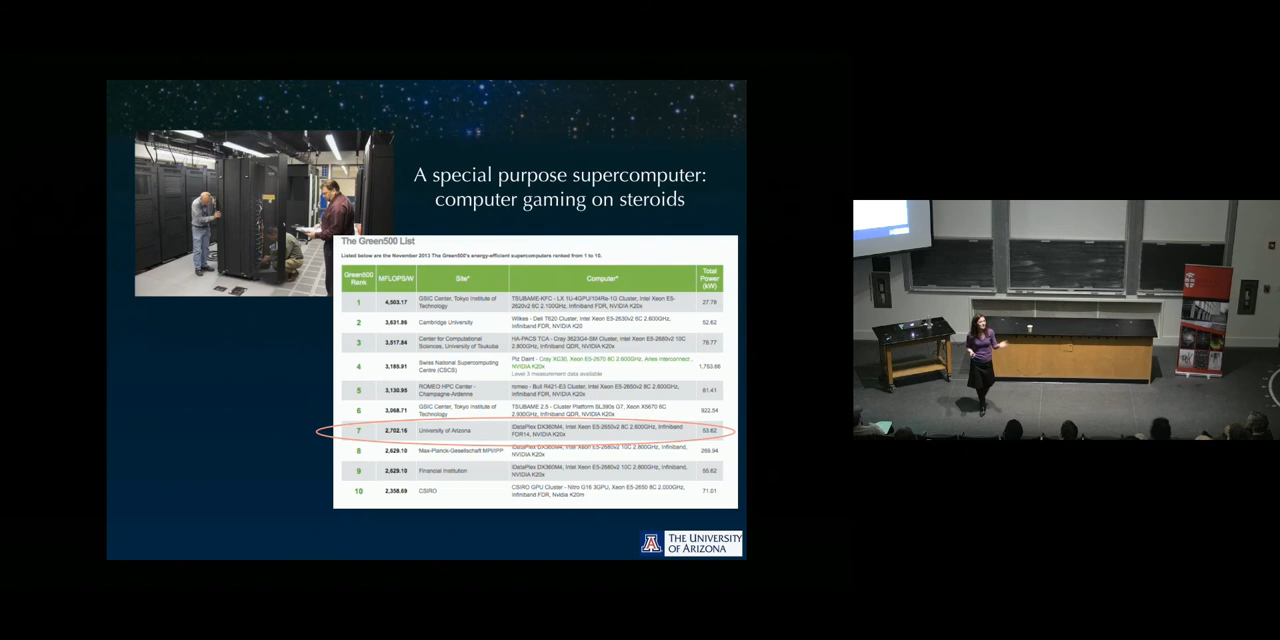 A special purpose supercomputer:
computer gaming on steroids
The Green500 List
Listed below are the November 2013 The Green500's energy-efficient supercomputers ranked from 1 to 10.
Green500 Rank MFLOPS/W Site* Computer* Total Power (kW)
1 4,503.17 GSIC Center, Tokyo Institute of Technology TSUBAME-KFC - LX 1U-4GPU/104Re-1G Cluster, Intel Xeon E5-2620v2 6C 2.100GHz, Infiniband FDR, NVIDIA K20x 27.78
2 3,631.86 Cambridge University Wilkes - Dell T620 Cluster, Intel Xeon E5-2630v2 6C 2.600GHz, Infiniband FDR, NVIDIA K20 52.62
3 3,517.84 Center for Computational Sciences, University of Tsukuba HA-PACS TCA - Cray 3623G4-SM Cluster, Intel Xeon E5-2680v2 10C 2.800GHz, Infiniband QDR, NVIDIA K20x 78.77
4 3,185.91 Swiss National Supercomputing Centre (CSCS) Piz Daint - Cray XC30, Xeon E5-2670 8C 2.600GHz, Aries interconnect, NVIDIA K20x
Level 3 measurement data available 1,753.66
5 3,130.95 ROMEO HPC Center - Champagne-Ardenne romeo - Bull R421-E3 Cluster, Intel Xeon E5-2650v2 8C 2.600GHz, Infiniband FDR, NVIDIA K20x 81.41
6 3,068.71 GSIC Center, Tokyo Institute of Technology TSUBAME 2.5 - Cluster Platform SL390s G7, Xeon X5670 6C 2.930GHz, Infiniband QDR, NVIDIA K20x 922.54
7 2,702.16 University of Arizona iDataPlex DX360M4, Intel Xeon E5-2650v2 8C 2.600GHz, Infiniband FDR14, NVIDIA K20x 53.62
8 2,629.10 Max-Planck-Gesellschaft MPI/IPP iDataPlex DX360M4, Intel Xeon E5-2680v2 10C 2.800GHz, Infiniband, NVIDIA K20x 269.94
9 2,629.10 Financial Institution iDataPlex DX360M4, Intel Xeon E5-2680v2 10C 2.800GHz, Infiniband, NVIDIA K20x 55.62
10 2,358.69 CSIRO CSIRO GPU Cluster - Nitro G16 3GPU, Xeon E5-2650 8C 2.000GHz, Infiniband FDR, Nvidia K20m 71.01
A
THE UNIVERSITY
OF ARIZONA